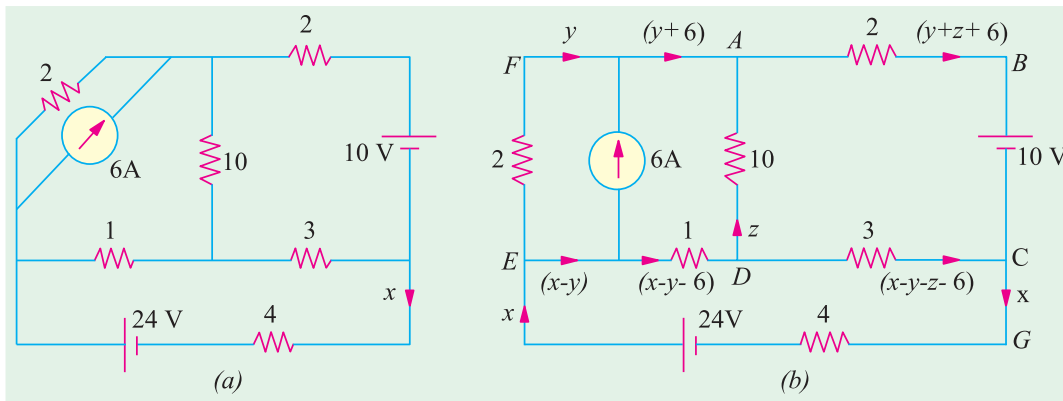 2
2
6A
10
10 V
1
3
x
24 V
4
(a)
y
(y+ 6)
A
2
(y+z+ 6)
F
B
2
6A
10
10 V
1
z
3
E
(x-y)
(x-y- 6)
D
(x-y-z- 6)
C
x
x
24V
4
G
(b)